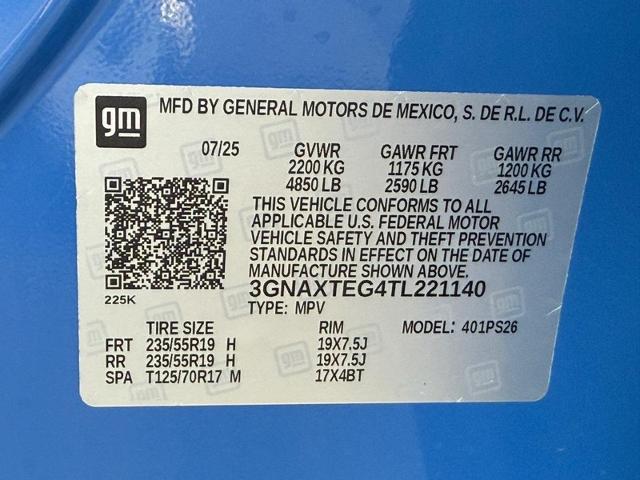 gm
MFD BY GENERAL MOTORS DE MEXICO, S. DE R.L. DE C.V.
07/25 GVWR GAWR FRT GAWR RR
2200 KG 1175 KG 1200 KG
4850 LB 2590 LB 2645 LB
THIS VEHICLE CONFORMS TO ALL
APPLICABLE U.S. FEDERAL MOTOR
VEHICLE SAFETY AND THEFT PREVENTION
STANDARDS IN EFFECT ON THE DATE OF
MANUFACTURE SHOWN ABOVE.
3GNAXTEG4TL221140
225K
TYPE: MPV
TIRE SIZE RIM MODEL: 401PS26
FRT 235/55R19 H 19X7.5J
RR 235/55R19 H 19X7.5J
SPA T125/70R17 M 17X4BT